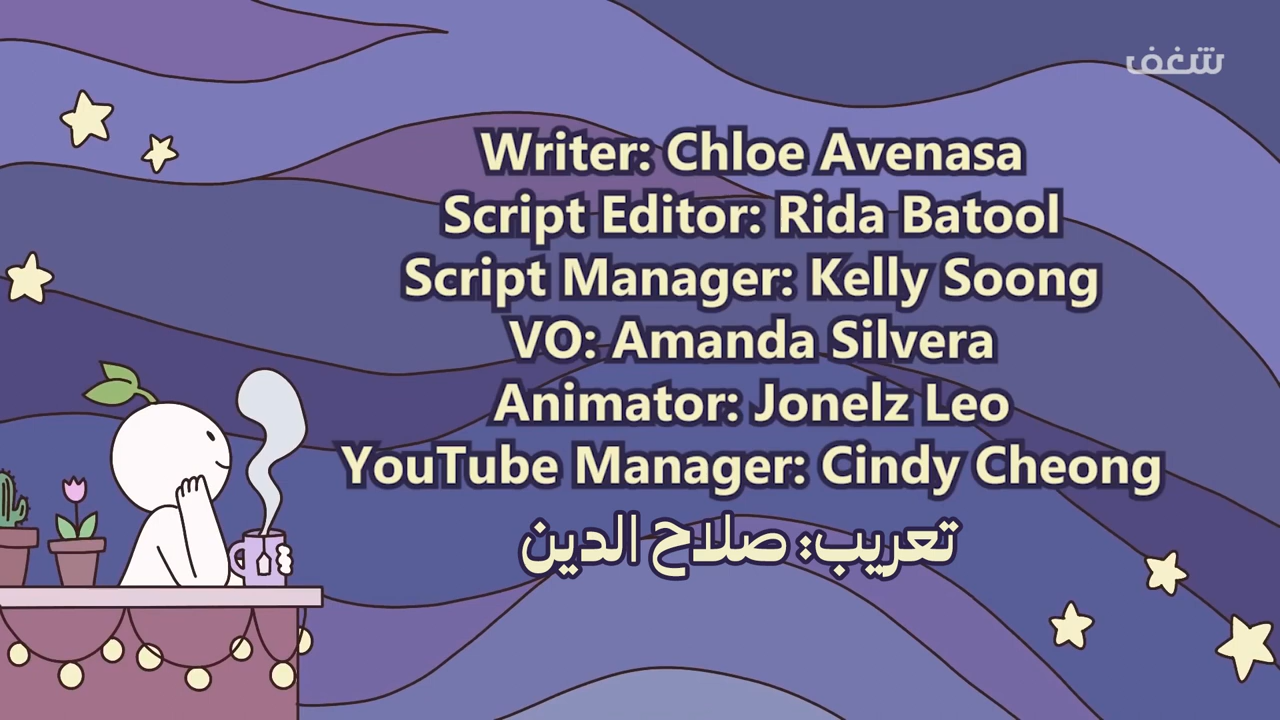 شغف
Writer: Chloe Avenasa
Script Editor: Rida Batool
Script Manager: Kelly Soong
VO: Amanda Silvera
Animator: Jonelz Leo
YouTube Manager: Cindy Cheong
تعريب: صلاح الدين